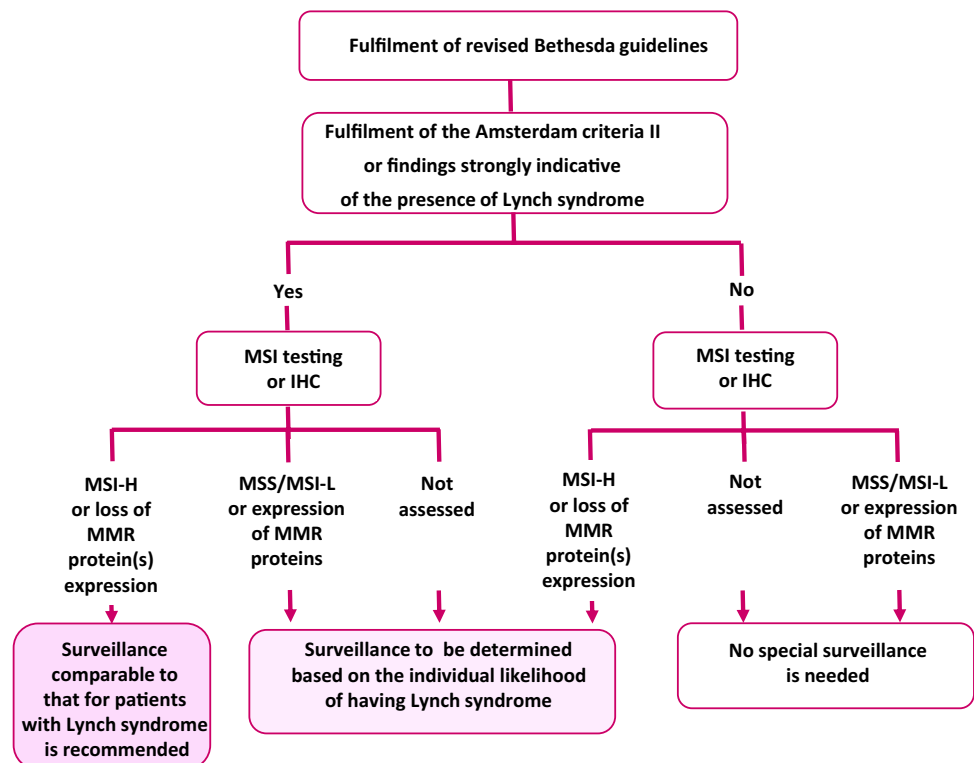 Fulfilment of revised Bethesda guidelines
Fulfilment of the Amsterdam criteria II
or findings strongly indicative
of the presence of Lynch syndrome
Yes
No
MSI testing
or IHC
MSI testing
or IHC
MSI-H
or loss of
MMR
protein(s)
expression
MSS/MSI-L
or expression
of MMR
proteins
Not
assessed
MSI-H
or loss of
MMR
protein(s)
expression
Not
assessed
MSS/MSI-L
or expression
of MMR
proteins
Surveillance
comparable to
that for patients
with Lynch syndrome
is recommended
Surveillance to be determined
based on the individual likelihood
of having Lynch syndrome
No special surveillance
is needed